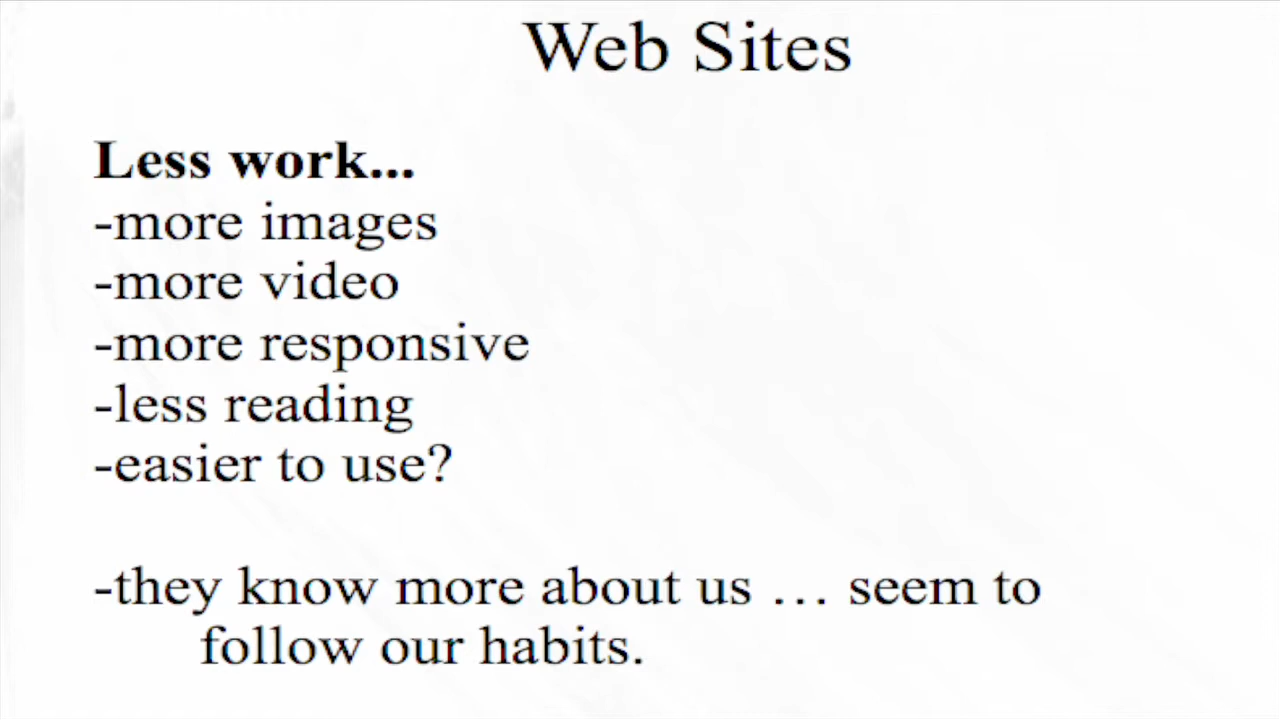 Web Sites
Less work...
-more images
-more video
-more responsive
-less reading
-easier to use?
-they know more about us … seem to
follow our habits.